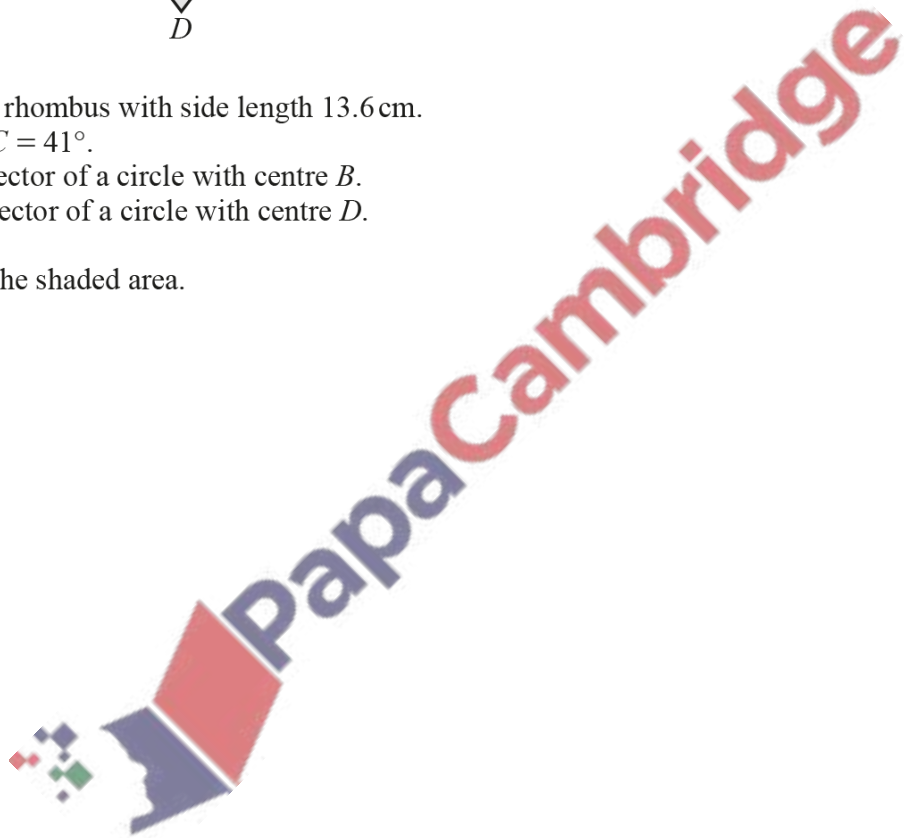 D
rhombus with side length 13.6 cm.
C = 41°.
ector of a circle with centre B.
ector of a circle with centre D.
he shaded area.
PapaCambridge